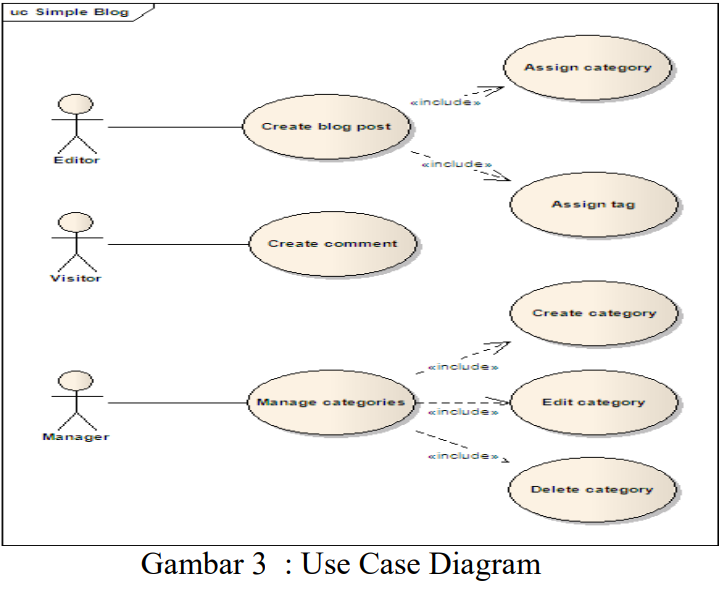 uc Simple Blog
Assign category
«include»
Create blog post
Editor
«include»
Assign tag
Create comment
Visitor
Create category
«include»
Manage categories
Edit category
«include»
Manager
«include»
Delete category
Gambar 3 : Use Case Diagram